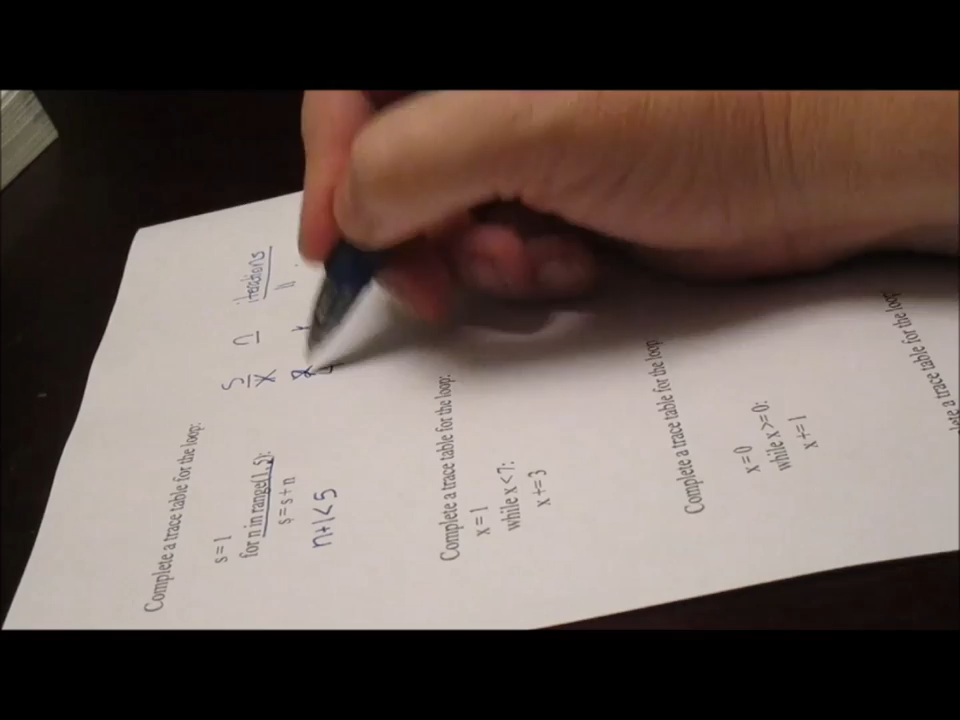 Complete a trace table for the loop:
s = 1
for n in range(1,5):
s = s + n
n+1<5
s n iterations
Complete a trace table for the loop:
x = 1
while x < 7:
x += 3
Complete a trace table for the loop
x = 0
while x >= 0:
x += 1
a trace table for the loop